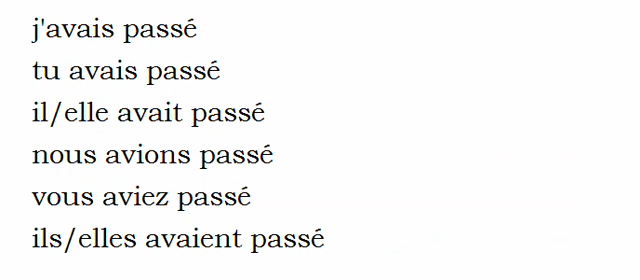 j'avais passé
tu avais passé
il/elle avait passé
nous avions passé
vous aviez passé
ils/elles avaient passé